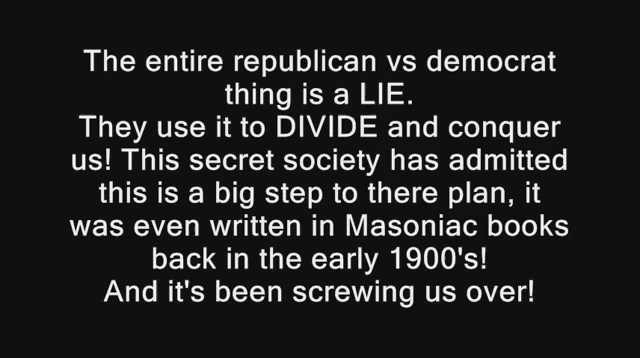 The entire republican vs democrat
thing is a LIE.
They use it to DIVIDE and conquer
us! This secret society has admitted
this is a big step to there plan, it
was even written in Masoniac books
back in the early 1900's!
And it's been screwing us over!